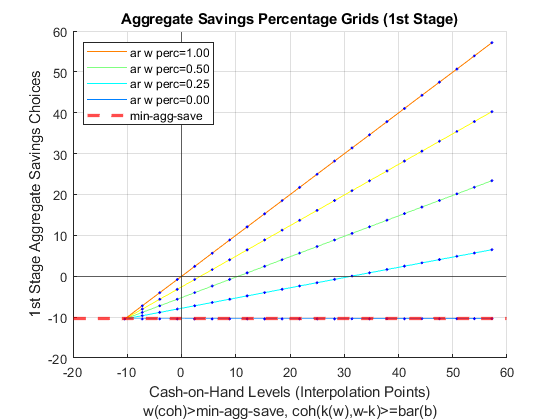 Aggregate Savings Percentage Grids (1st Stage)
60
50
40
30
20
10
0
-10
-20
1st Stage Aggregate Savings Choices
ar w perc=1.00
ar w perc=0.50
ar w perc=0.25
ar w perc=0.00
min-agg-save
-20 -10 0 10 20 30 40 50 60
Cash-on-Hand Levels (Interpolation Points)
w(coh)>min-agg-save, coh(k(w),w-k)>=bar(b)